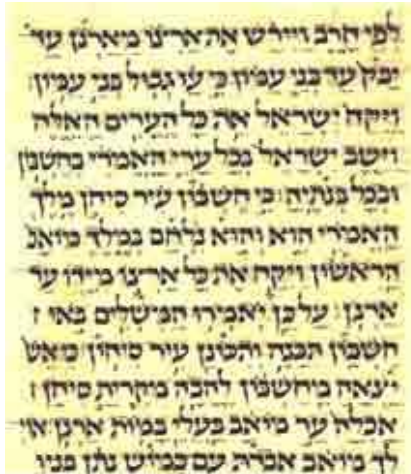 לפי חרב ויירש את ארצו מארנן עד
יבק עד בני עמון כי עז גבול בני עמון:
ויקח ישראל את כל הערים האלה
וישב ישראל בכל ערי האמרי בחשבון
ובכל בנתיה: כי חשבון עיר סיחן מלך
האמרי הוא והוא נלחם במלך מואב
הראשון ויקח את כל ארצו מידו עד
ארנן: על כן יאמרו המשלים באו
חשבון תבנה ותכונן עיר סיחון כי אש
יצאה מחשבון להבה מקרית סיחן
אכלה ער מואב בעלי במות ארנן: אוי
לך מואב אבדת עם כמוש נתן בניו